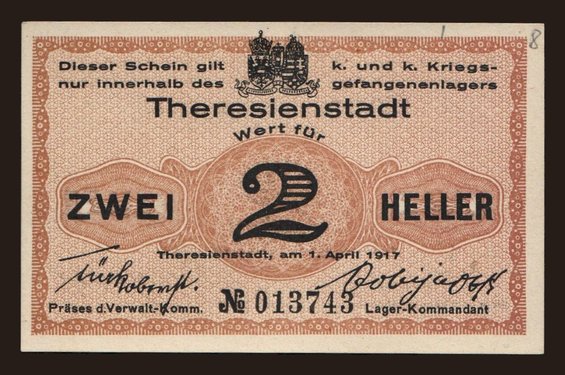 8
Dieser Schein gilt k. und k. Kriegs-
nur innerhalb des gefangenenlagers
Theresienstadt
Wert für
ZWEI 2 HELLER
Theresienstadt, am 1. April 1917
Präses d.Verwalt-Komm. № 013743 Lager-Kommandant